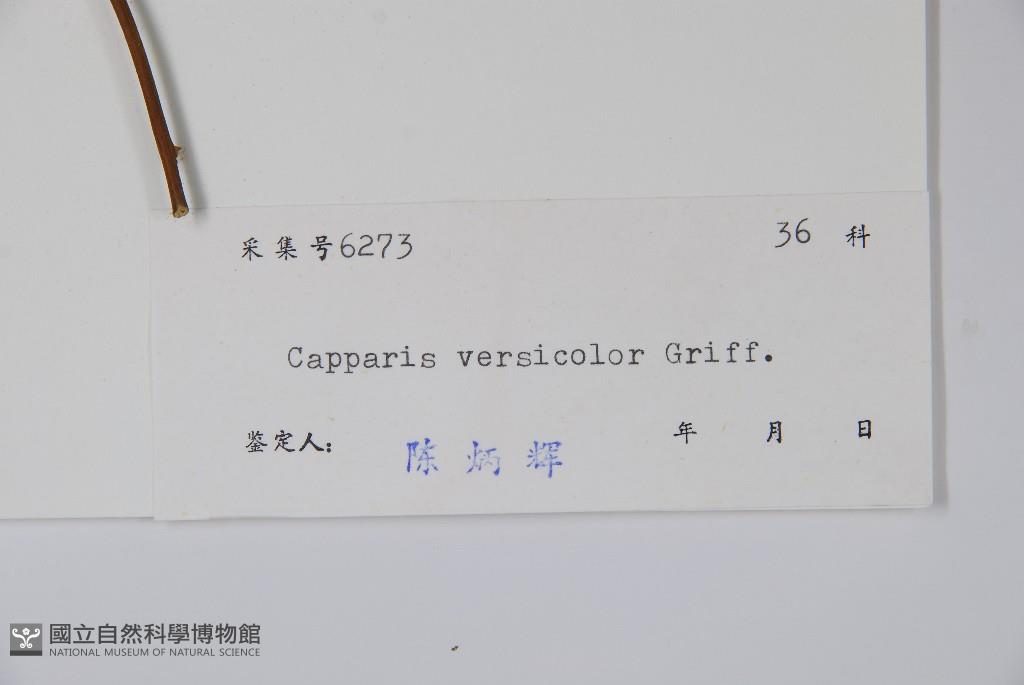 采集号6273 36 科
Capparis versicolor Griff.
鉴定人: 陈炳辉 年 月 日
國立自然科學博物館
NATIONAL MUSEUM OF NATURAL SCIENCE